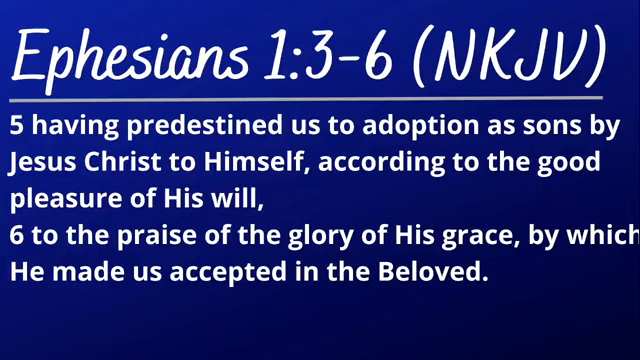 Ephesians 1:3-6 (NKJV)
5 having predestined us to adoption as sons by
Jesus Christ to Himself, according to the good
pleasure of His will,
6 to the praise of the glory of His grace, by which
He made us accepted in the Beloved.